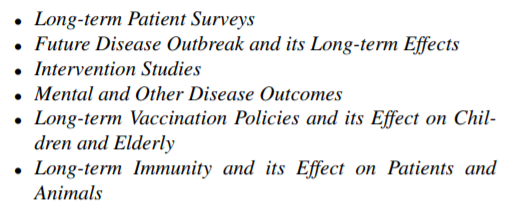 • Long-term Patient Surveys
• Future Disease Outbreak and its Long-term Effects
• Intervention Studies
• Mental and Other Disease Outcomes
• Long-term Vaccination Policies and its Effect on Chil-
dren and Elderly
• Long-term Immunity and its Effect on Patients and
Animals